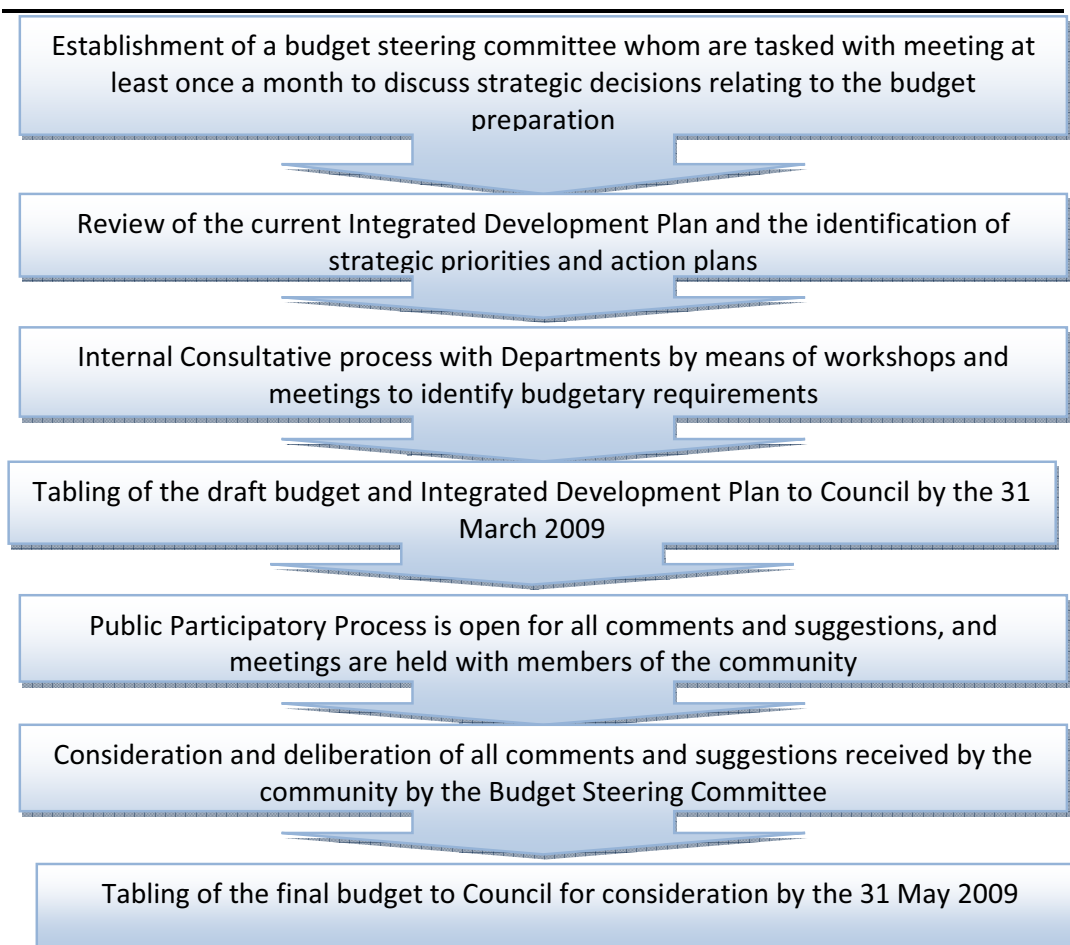 Establishment of a budget steering committee whom are tasked with meeting at
least once a month to discuss strategic decisions relating to the budget
preparation
Review of the current Integrated Development Plan and the identification of
strategic priorities and action plans
Internal Consultative process with Departments by means of workshops and
meetings to identify budgetary requirements
Tabling of the draft budget and Integrated Development Plan to Council by the 31
March 2009
Public Participatory Process is open for all comments and suggestions, and
meetings are held with members of the community
Consideration and deliberation of all comments and suggestions received by the
community by the Budget Steering Committee
Tabling of the final budget to Council for consideration by the 31 May 2009